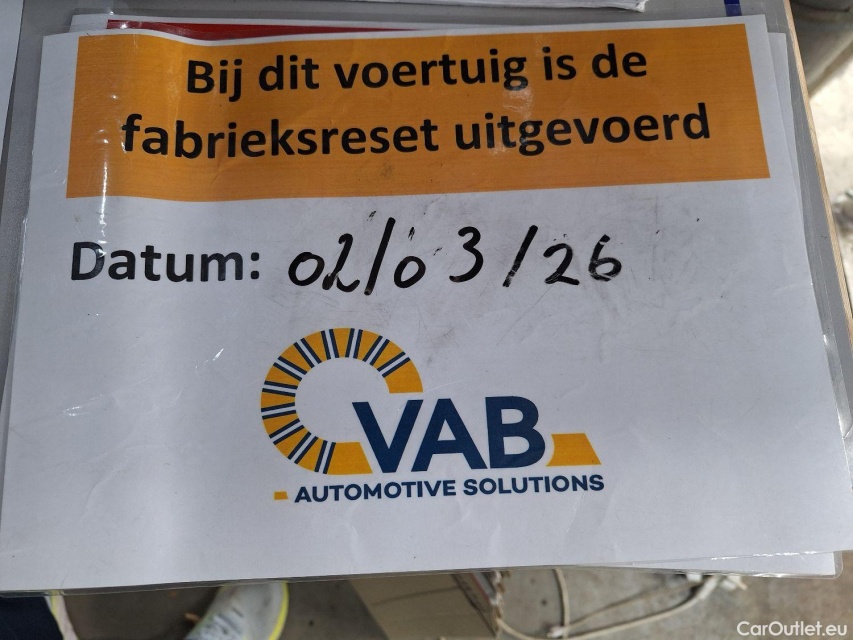 Bij dit voertuig is de
fabrieksreset uitgevoerd
Datum: 02/03/26
VAB
AUTOMOTIVE SOLUTIONS
CarOutlet.eu